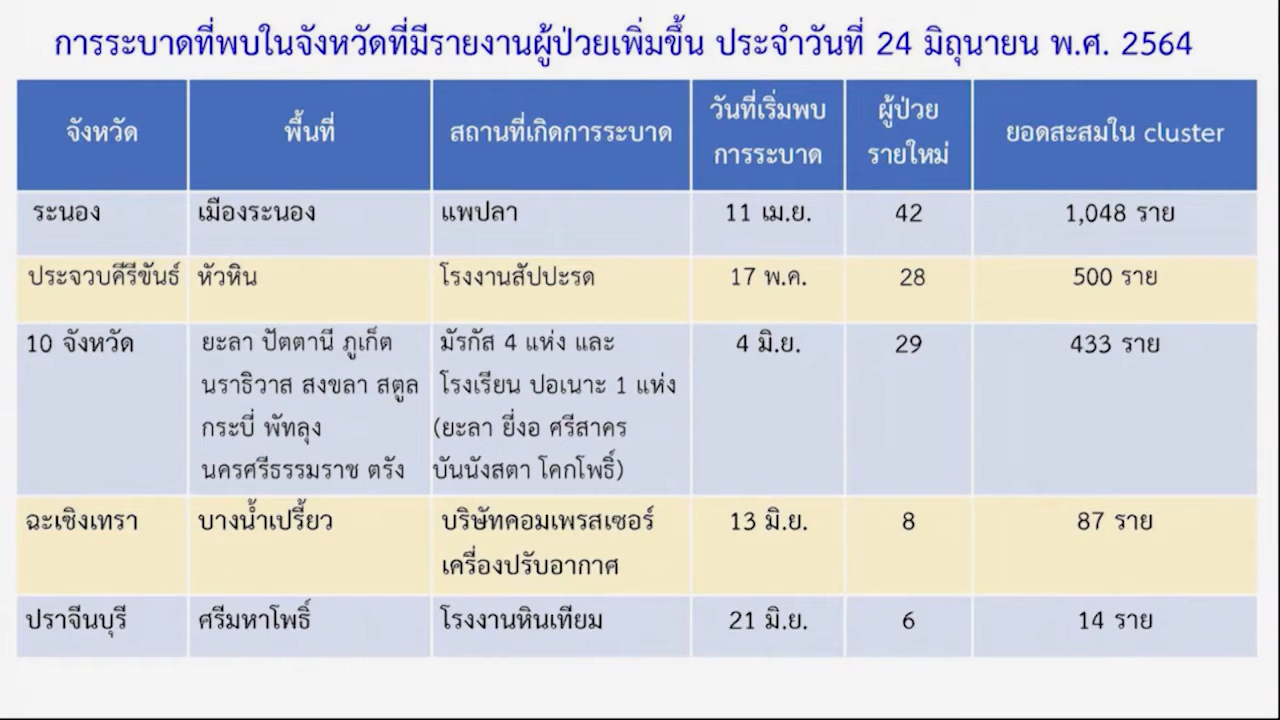 การระบาดที่พบในจังหวัดที่มีรายงานผู้ป่วยเพิ่มขึ้น ประจำวันที่ 24 มิถุนายน พ.ศ. 2564
จังหวัด พื้นที่ สถานที่เกิดการระบาด วันที่เริ่มพบ ผู้ป่วย ยอดสะสมใน cluster
การระบาด รายใหม่
ระนอง เมืองระนอง แพปลา 11 เม.ย. 42 1,048 ราย
ประจวบคีรีขันธ์ หัวหิน โรงงานสัปปะรด 17 พ.ค. 28 500 ราย
10 จังหวัด ยะลา ปัตตานี ภูเก็ต มัรกัส 4 แห่ง และ 4 มิ.ย. 29 433 ราย
นราธิวาส สงขลา สตูล โรงเรียน ปอเนาะ 1 แห่ง
กระบี่ พัทลุง (ยะลา ยี่งอ ศรีสาคร
นครศรีธรรมราช ตรัง บันนังสตา โคกโพธิ์)
ฉะเชิงเทรา บางน้ำเปรี้ยว บริษัทคอมเพรสเซอร์ 13 มิ.ย. 8 87 ราย
เครื่องปรับอากาศ
ปราจีนบุรี ศรีมหาโพธิ์ โรงงานหินเทียม 21 มิ.ย. 6 14 ราย